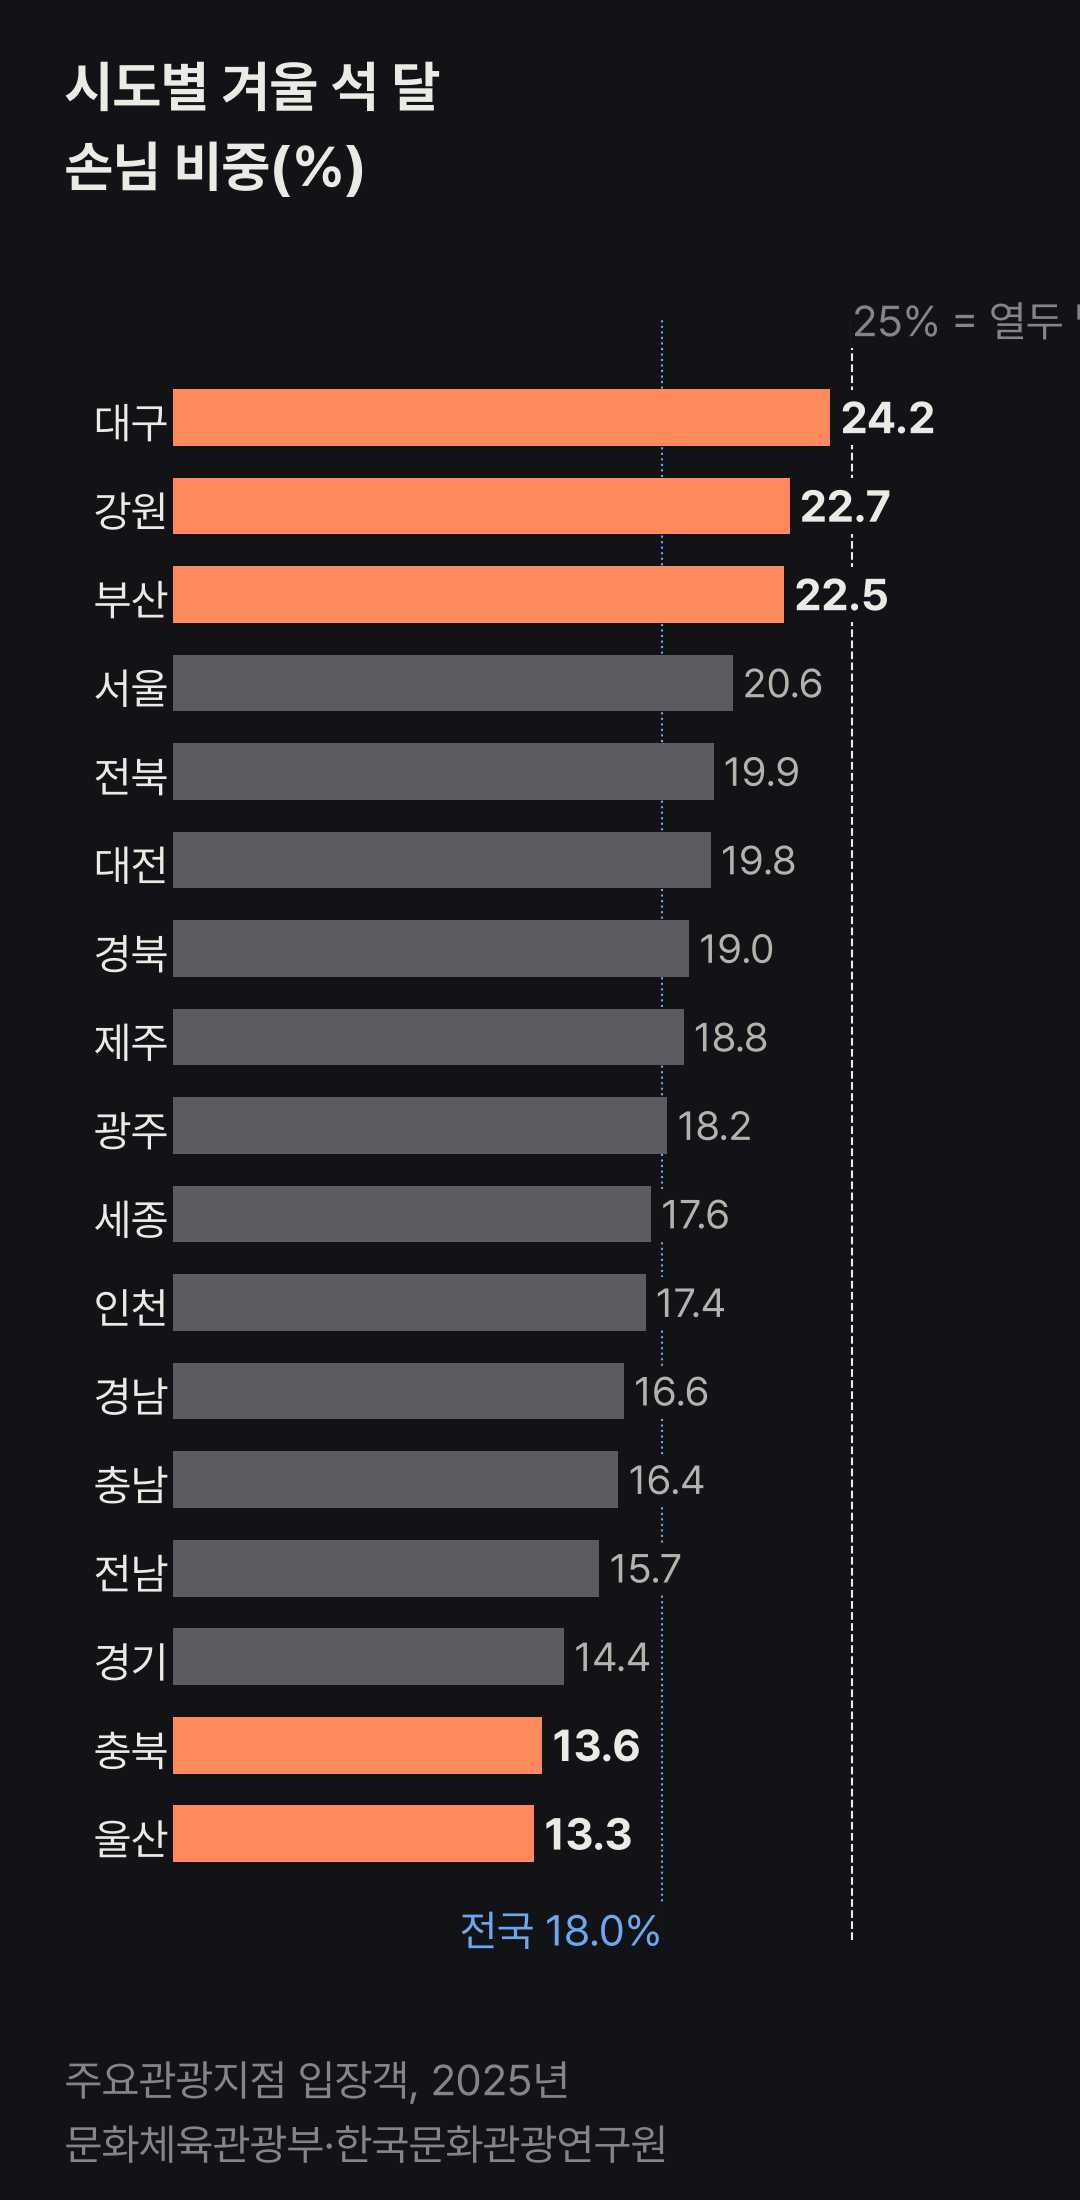 시도별 겨울 석 달
손님 비중(%)
25% = 열두
대구 24.2
강원 22.7
부산 22.5
서울 20.6
전북 19.9
대전 19.8
경북 19.0
제주 18.8
광주 18.2
세종 17.6
인천 17.4
경남 16.6
충남 16.4
전남 15.7
경기 14.4
충북 13.6
울산 13.3
전국 18.0%
주요관광지점 입장객, 2025년
문화체육관광부·한국문화관광연구원